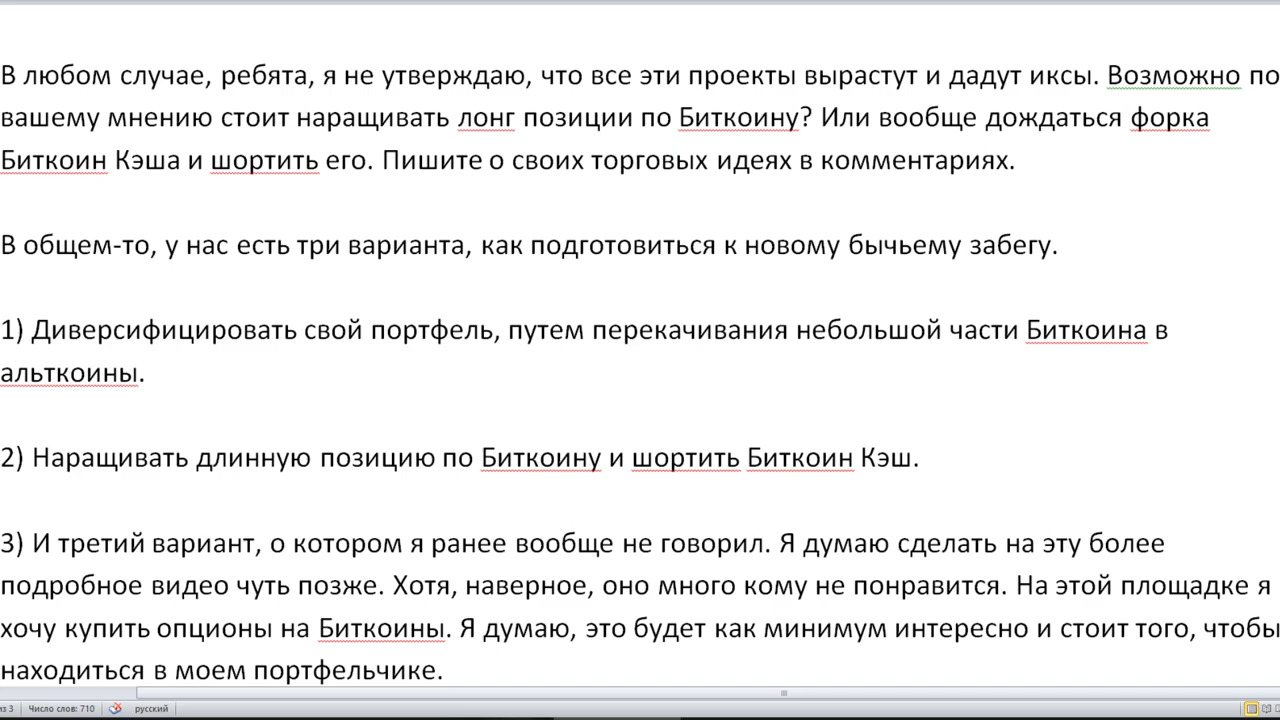 В любом случае, ребята, я не утверждаю, что все эти проекты вырастут и дадут иксы. Возможно по
вашему мнению стоит наращивать лонг позиции по Биткоину? Или вообще дождаться форка
Биткоин Кэша и шортить его. Пишите о своих торговых идеях в комментариях.
В общем-то, у нас есть три варианта, как подготовиться к новому бычьему забегу.
1) Диверсифицировать свой портфель, путем перекачивания небольшой части Биткоина в
альткоины.
2) Наращивать длинную позицию по Биткоину и шортить Биткоин Кэш.
3) И третий вариант, о котором я ранее вообще не говорил. Я думаю сделать на эту более
подробное видео чуть позже. Хотя, наверное, оно много кому не понравится. На этой площадке я
хочу купить опционы на Биткоины. Я думаю, это будет как минимум интересно и стоит того, чтобы
находиться в моем портфельчике.
из 3 Число слов: 710 русский